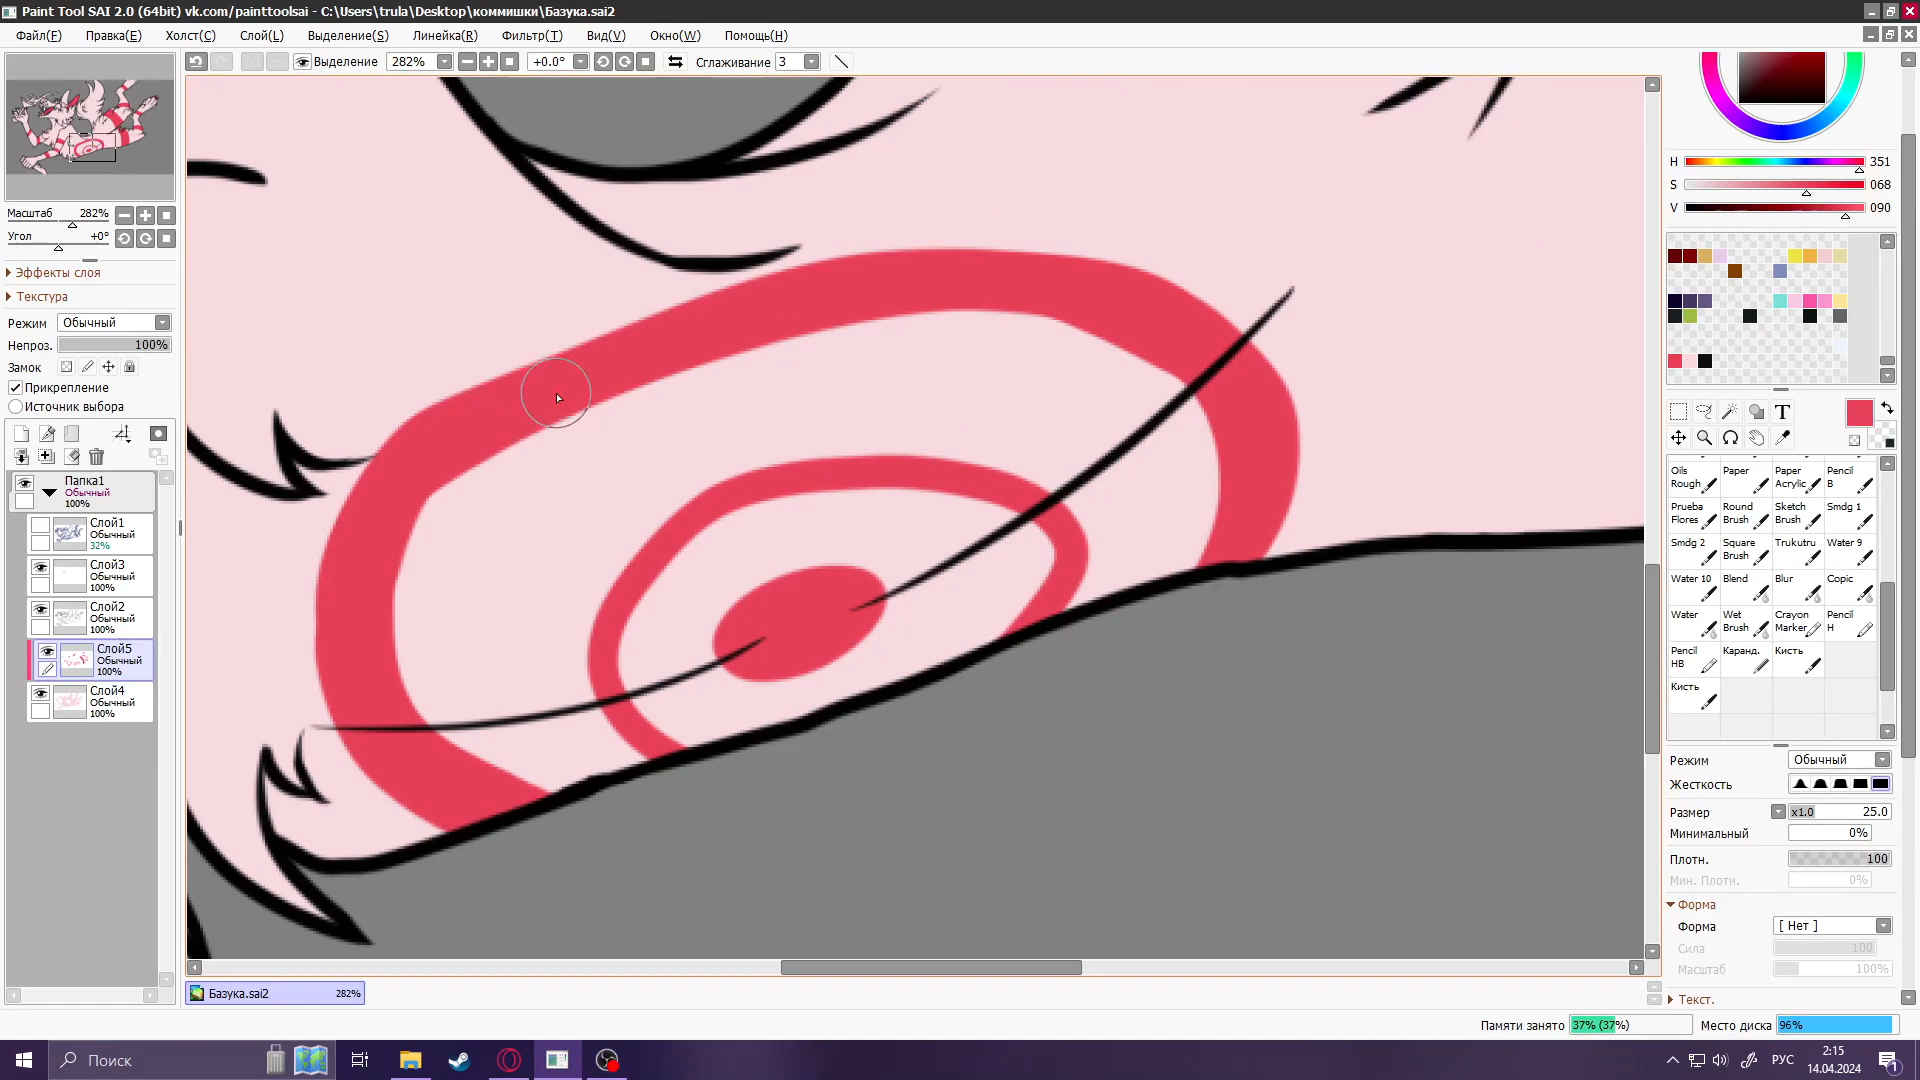 Paint Tool SAI 2.0 (64bit) vk.com/painttoolsai - C:\Users\trula\Desktop\коммишки\Базука.sai2
Файл(F) Правка(E) Холст(C) Слой(L) Выделение(S) Линейка(R) Фильтр(T) Вид(V) Окно(W) Помощь(H)
Выделение 282% +0.0° Сглаживание 3
Масштаб 282%
Угол +0°
Эффекты слоя
Текстура
Режим Обычный
Непроз. 100%
Замок
Прикрепление
Источник выбора
Папка1
Обычный
100%
Слой1
Обычный
32%
Слой3
Обычный
100%
Слой2
Обычный
100%
Слой5
Обычный
100%
Слой4
Обычный
100%
H 351
S 068
V 090
T
Oils Rough
Paper
Paper Acrylic
Pencil B
Prueba Flores
Round Brush
Sketch Brush
Smdg 1
Smdg 2
Square Brush
Trukutru
Water 9
Water 10
Blend
Blur
Copic
Water
Wet Brush
Crayon Marker
Pencil H
Pencil HB
Каранд.
Кисть
Кисть
Режим Обычный
Жесткость
Размер x1.0 25.0
Минимальный 0%
Плотн. 100
Мин. Плотн. 0%
Форма
Форма [ Нет ]
Сила 100
Масштаб 100%
Текст.
Базука.sai2 282%
Памяти занято 37% (37%) Место диска 96%
Поиск
РУС
2:15
14.04.2024
1